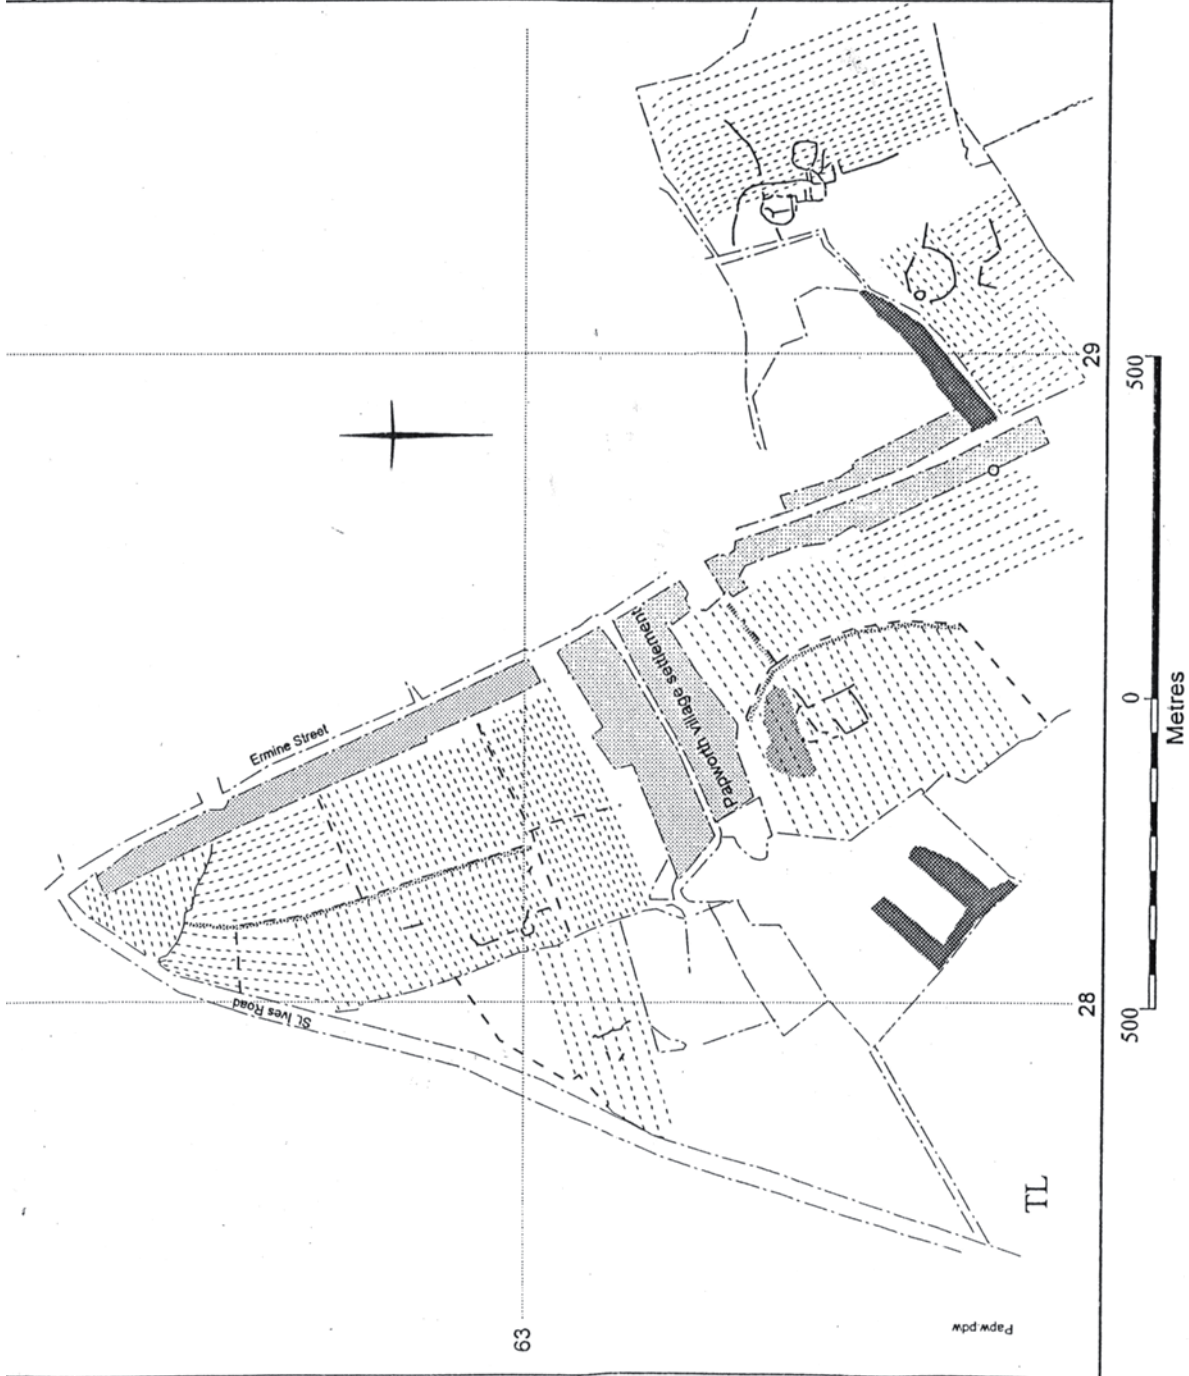 Ermine Street
St. Ives Road
Papworth village settlement
63
28
29
TL
500
0
500
Metres
Papw.pdw